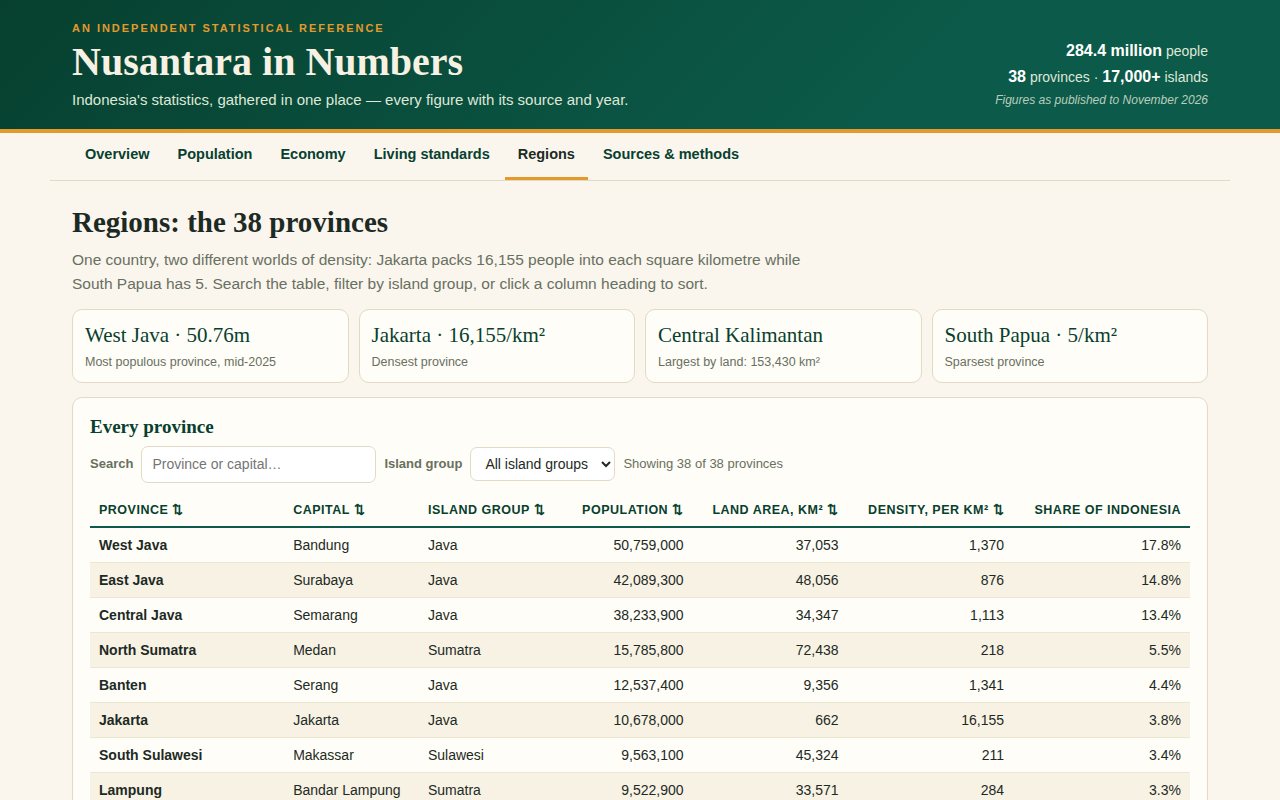 AN INDEPENDENT STATISTICAL REFERENCE
Nusantara in Numbers
Indonesia's statistics, gathered in one place — every figure with its source and year.
284.4 million people
38 provinces · 17,000+ islands
Figures as published to November 2026
Overview Population Economy Living standards Regions Sources & methods
Regions: the 38 provinces
One country, two different worlds of density: Jakarta packs 16,155 people into each square kilometre while
South Papua has 5. Search the table, filter by island group, or click a column heading to sort.
West Java · 50.76m
Most populous province, mid-2025
Jakarta · 16,155/km²
Densest province
Central Kalimantan
Largest by land: 153,430 km²
South Papua · 5/km²
Sparsest province
Every province
Search Province or capital… Island group All island groups Showing 38 of 38 provinces
PROVINCE ⇅ CAPITAL ⇅ ISLAND GROUP ⇅ POPULATION ⇅ LAND AREA, KM² ⇅ DENSITY, PER KM² ⇅ SHARE OF INDONESIA
West Java Bandung Java 50,759,000 37,053 1,370 17.8%
East Java Surabaya Java 42,089,300 48,056 876 14.8%
Central Java Semarang Java 38,233,900 34,347 1,113 13.4%
North Sumatra Medan Sumatra 15,785,800 72,438 218 5.5%
Banten Serang Java 12,537,400 9,356 1,341 4.4%
Jakarta Jakarta Java 10,678,000 662 16,155 3.8%
South Sulawesi Makassar Sulawesi 9,563,100 45,324 211 3.4%
Lampung Bandar Lampung Sumatra 9,522,900 33,571 284 3.3%